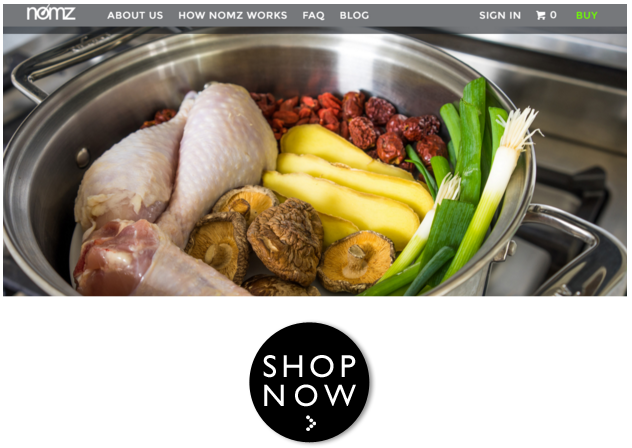 nomz ABOUT US HOW NOMZ WORKS FAQ BLOG SIGN IN 0 BUY
SHOP
NOW